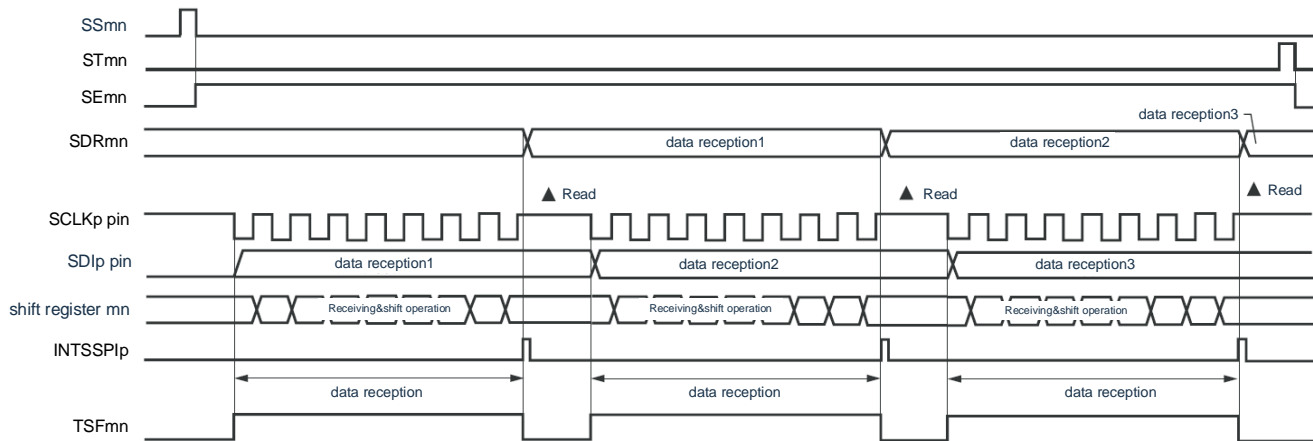 SSmn
STmn
SEmn
data reception3
SDRmn
data reception1
data reception2
▲ Read
▲ Read
▲ Read
SCLKp pin
SDIp pin
data reception1
data reception2
data reception3
shift register mn
Receiving&shift operation
Receiving&shift operation
Receiving&shift operation
INTSSPIp
data reception
data reception
data reception
TSFmn